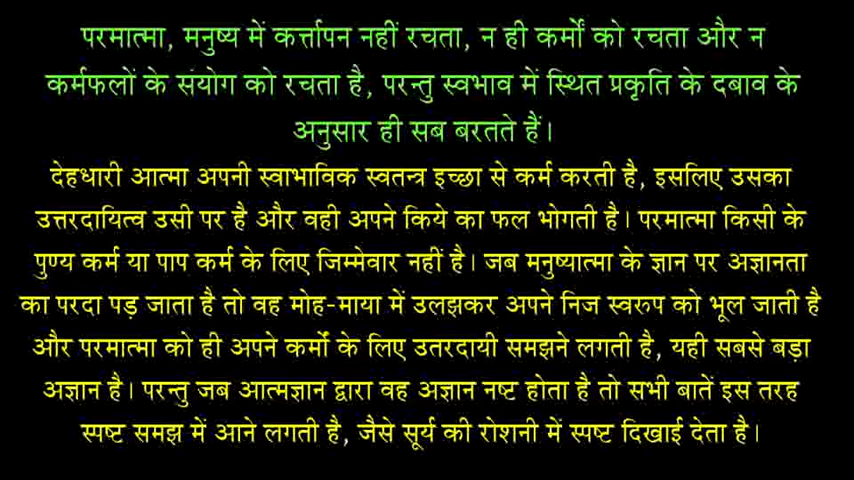 परमात्मा, मनुष्य में कर्त्तापन नहीं रचता, न ही कर्मों को रचता और न
कर्मफलों के संयोग को रचता है, परन्तु स्वभाव में स्थित प्रकृति के दबाव के
अनुसार ही सब बरतते हैं।
देहधारी आत्मा अपनी स्वाभाविक स्वतन्त्र इच्छा से कर्म करती है, इसलिए उसका
उत्तरदायित्व उसी पर है और वही अपने किये का फल भोगती है। परमात्मा किसी के
पुण्य कर्म या पाप कर्म के लिए जिम्मेवार नहीं है। जब मनुष्यात्मा के ज्ञान पर अज्ञानता
का परदा पड़ जाता है तो वह मोह-माया में उलझकर अपने निज स्वरूप को भूल जाती है
और परमात्मा को ही अपने कर्मों के लिए उतरदायी समझने लगती है, यही सबसे बड़ा
अज्ञान है। परन्तु जब आत्मज्ञान द्वारा वह अज्ञान नष्ट होता है तो सभी बातें इस तरह
स्पष्ट समझ में आने लगती है, जैसे सूर्य की रोशनी में स्पष्ट दिखाई देता है।